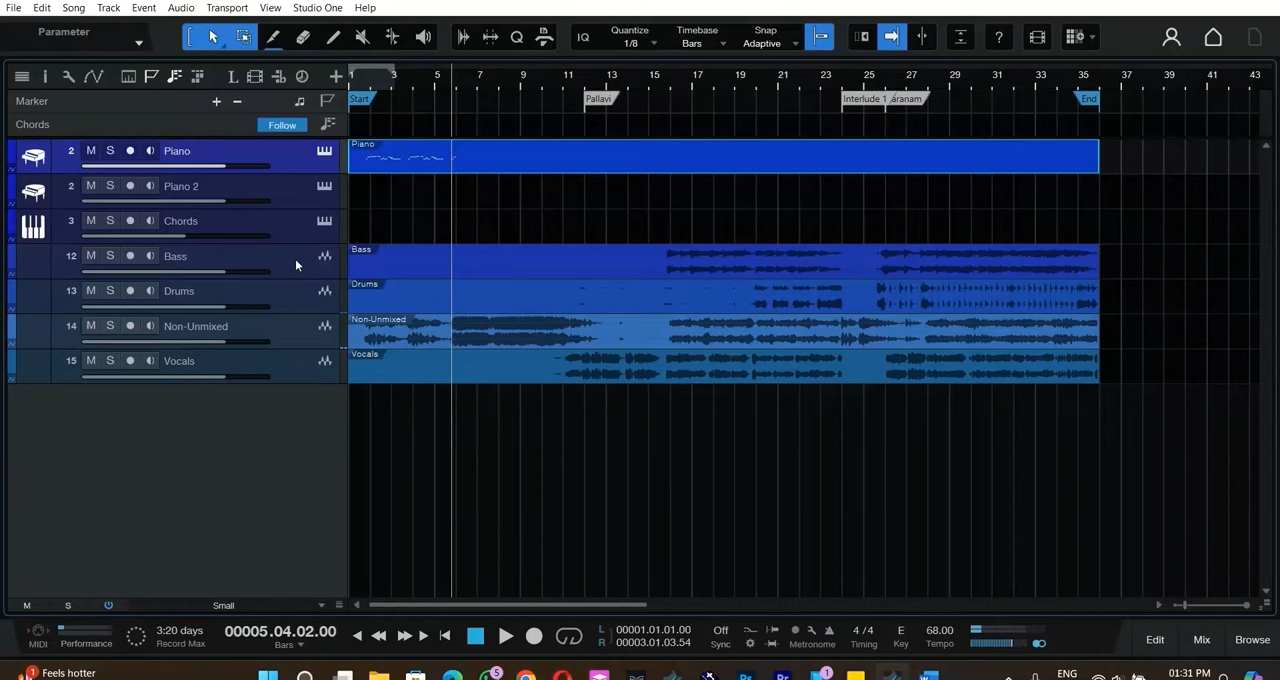 File Edit Song Track Event Audio Transport View Studio One Help
Parameter
Quantize
1/8
Timebase
Bars
Snap
Adaptive
IQ
?
1 3 5 7 9 11 13 15 17 19 21 23 25 27 29 31 33 35 37 39 41 43
Marker
Start Pallavi Interlude 1 aranam End
Chords Follow
2 M S Piano
Piano
2 M S Piano 2
3 M S Chords
12 M S Bass
Bass
13 M S Drums
Drums
14 M S Non-Unmixed
Non-Unmixed
15 M S Vocals
Vocals
M S Small
MIDI
Performance
3:20 days
Record Max
00005.04.02.00
Bars
L 00001.01.01.00
R 00003.01.03.54
Off
Sync
Metronome
4 / 4
Timing
E
Key
68.00
Tempo
Edit Mix Browse
1
Feels hotter
5
1
ENG
01:31 PM